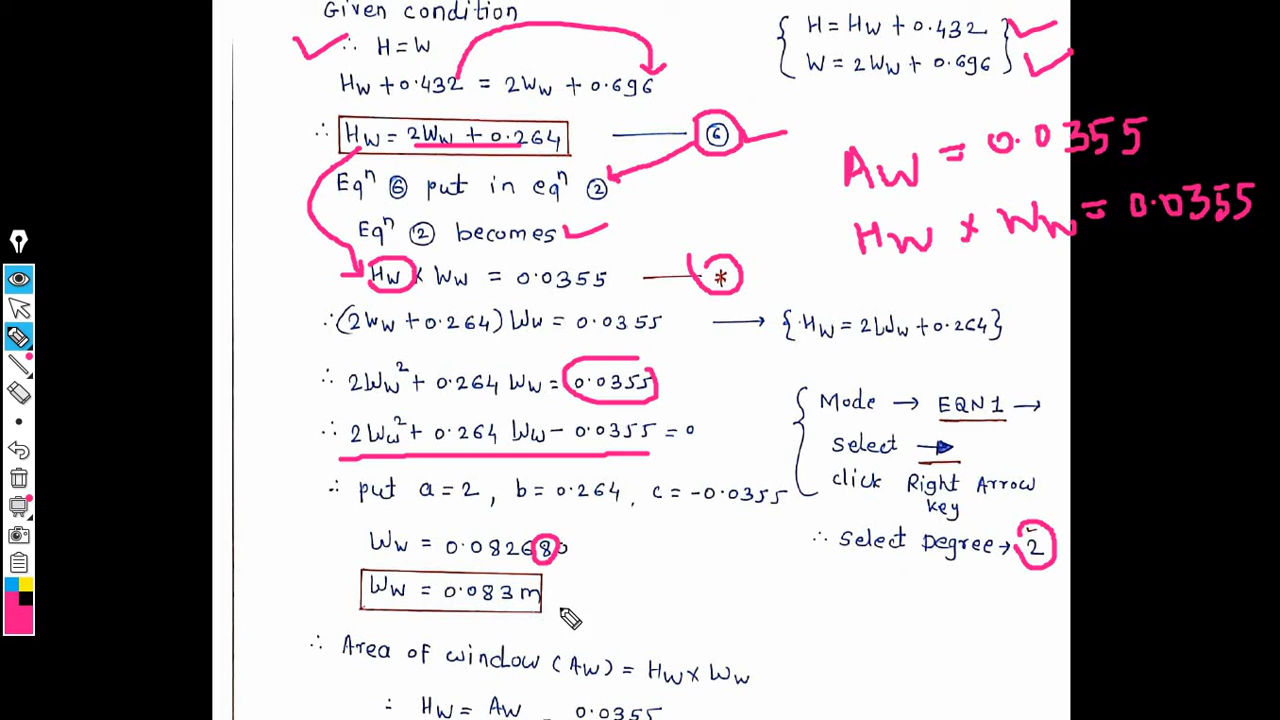 Given condition
∴ H = W
Hw + 0.432 = 2Ww + 0.696
∴ Hw = 2Ww + 0.264 — ⑥
Eqⁿ ⑥ put in eqⁿ ②
Eqⁿ ② becomes
Hw × Ww = 0.0355 — *
∴ (2Ww + 0.264) Ww = 0.0355 → {∴ Hw = 2Ww + 0.264}
∴ 2Ww² + 0.264 Ww = 0.0355
∴ 2Ww² + 0.264 Ww − 0.0355 = 0
∴ put a = 2, b = 0.264, c = −0.0355
Ww = 0.082680
Ww = 0.083 m
∴ Area of window (Aw) = Hw × Ww
∴ Hw = Aw 0.0355
H = Hw + 0.432
W = 2Ww + 0.696
Aw = 0.0355
Hw × Ww = 0.0355
Mode → EQN1 →
select →
click Right Arrow
key
∴ select Degree → 2